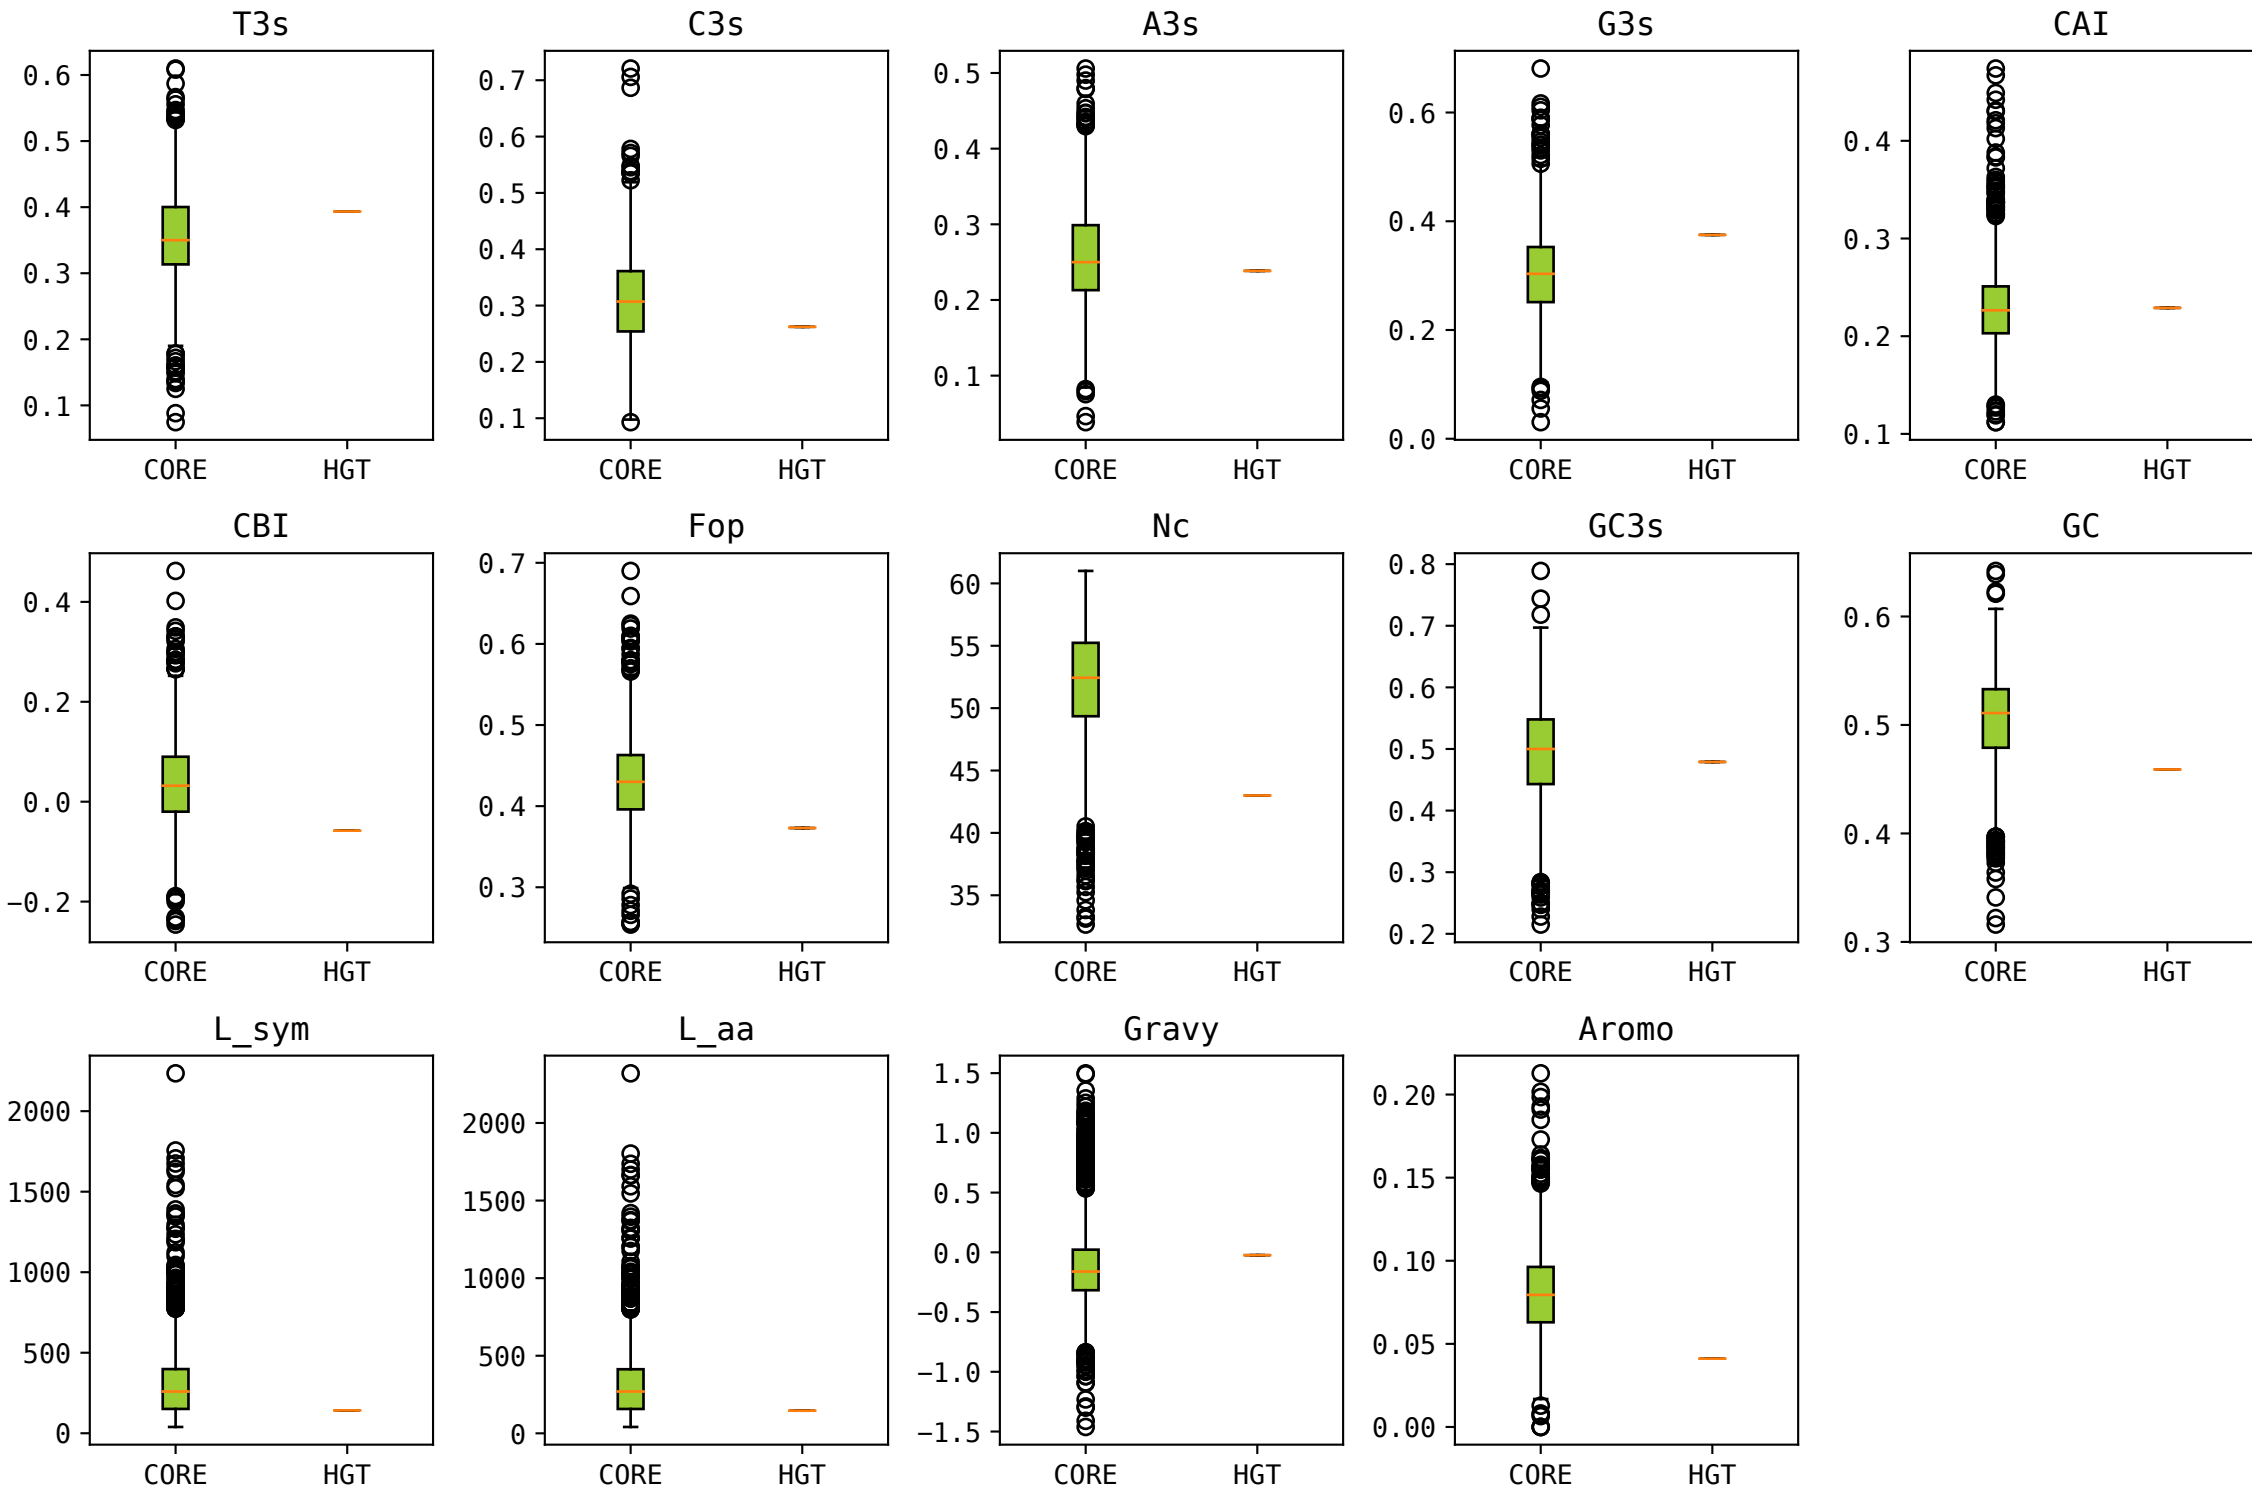 T3s
C3s
A3s
G3s
CAI
0.6
0.5
0.4
0.3
0.2
0.1
CORE
HGT
0.7
0.6
0.5
0.4
0.3
0.2
0.1
CORE
HGT
0.5
0.4
0.3
0.2
0.1
CORE
HGT
0.6
0.4
0.2
0.0
CORE
HGT
0.4
0.3
0.2
0.1
CORE
HGT
CBI
Fop
Nc
GC3s
GC
0.4
0.2
0.0
−0.2
CORE
HGT
0.7
0.6
0.5
0.4
0.3
CORE
HGT
60
55
50
45
40
35
CORE
HGT
0.8
0.7
0.6
0.5
0.4
0.3
0.2
CORE
HGT
0.6
0.5
0.4
0.3
CORE
HGT
L_sym
L_aa
Gravy
Aromo
2000
1500
1000
500
0
CORE
HGT
2000
1500
1000
500
0
CORE
HGT
1.5
1.0
0.5
0.0
−0.5
−1.0
−1.5
CORE
HGT
0.20
0.15
0.10
0.05
0.00
CORE
HGT